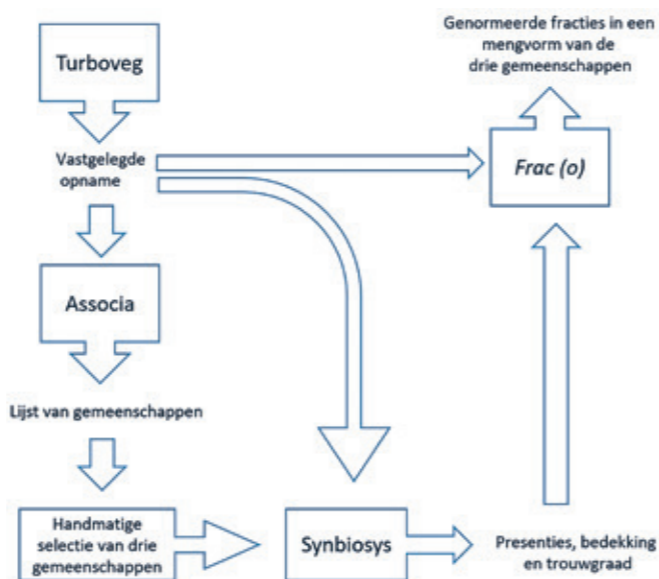 Genormeerde fracties in een
mengvorm van de
drie gemeenschappen
Turboveg
Vastgelegde
opname
Frac (o)
Associa
Lijst van gemeenschappen
Handmatige
selectie van drie
gemeenschappen
Synbiosys
Presenties, bedekking
en trouwgraad